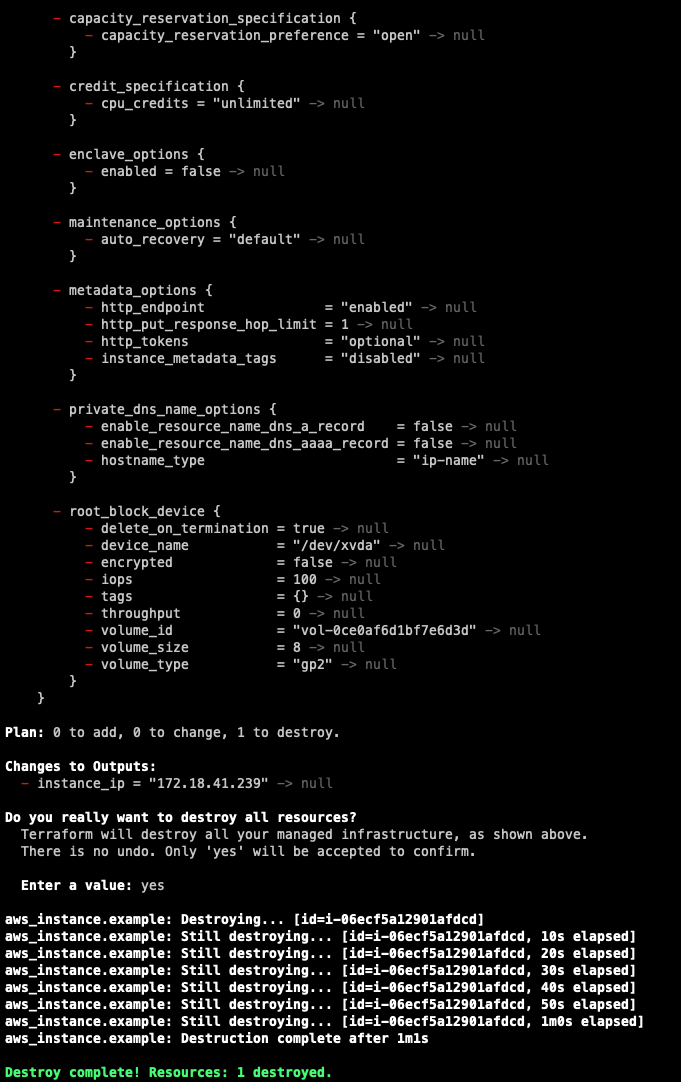 - capacity_reservation_specification {
- capacity_reservation_preference = "open" -> null
}
- credit_specification {
- cpu_credits = "unlimited" -> null
}
- enclave_options {
- enabled = false -> null
}
- maintenance_options {
- auto_recovery = "default" -> null
}
- metadata_options {
- http_endpoint               = "enabled" -> null
- http_put_response_hop_limit = 1 -> null
- http_tokens                 = "optional" -> null
- instance_metadata_tags      = "disabled" -> null
}
- private_dns_name_options {
- enable_resource_name_dns_a_record    = false -> null
- enable_resource_name_dns_aaaa_record = false -> null
- hostname_type                        = "ip-name" -> null
}
- root_block_device {
- delete_on_termination = true -> null
- device_name           = "/dev/xvda" -> null
- encrypted             = false -> null
- iops                  = 100 -> null
- tags                  = {} -> null
- throughput            = 0 -> null
- volume_id             = "vol-0ce0af6d1bf7e6d3d" -> null
- volume_size           = 8 -> null
- volume_type           = "gp2" -> null
}
}
Plan: 0 to add, 0 to change, 1 to destroy.
Changes to Outputs:
- instance_ip = "172.18.41.239" -> null
Do you really want to destroy all resources?
Terraform will destroy all your managed infrastructure, as shown above.
There is no undo. Only 'yes' will be accepted to confirm.
Enter a value: yes
aws_instance.example: Destroying... [id=i-06ecf5a12901afdcd]
aws_instance.example: Still destroying... [id=i-06ecf5a12901afdcd, 10s elapsed]
aws_instance.example: Still destroying... [id=i-06ecf5a12901afdcd, 20s elapsed]
aws_instance.example: Still destroying... [id=i-06ecf5a12901afdcd, 30s elapsed]
aws_instance.example: Still destroying... [id=i-06ecf5a12901afdcd, 40s elapsed]
aws_instance.example: Still destroying... [id=i-06ecf5a12901afdcd, 50s elapsed]
aws_instance.example: Still destroying... [id=i-06ecf5a12901afdcd, 1m0s elapsed]
aws_instance.example: Destruction complete after 1m1s
Destroy complete! Resources: 1 destroyed.